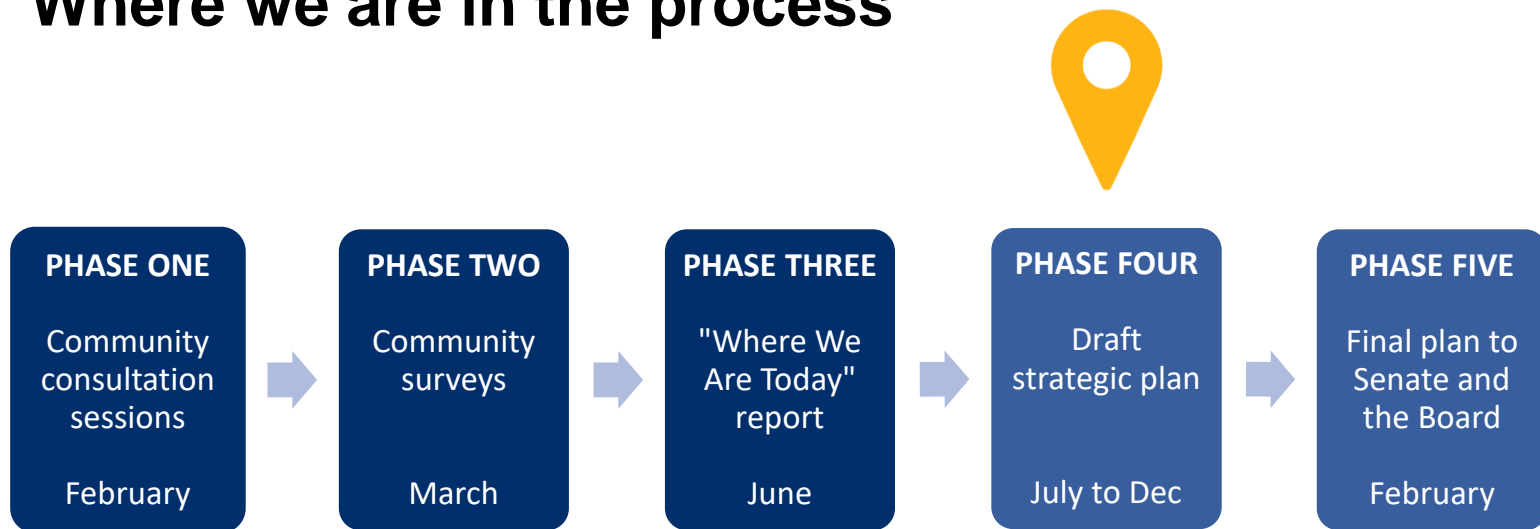 Where we are in the process
PHASE ONE
Community
consultation
sessions
February
PHASE TWO
Community
surveys
March
PHASE THREE
"Where We
Are Today"
report
June
PHASE FOUR
Draft
strategic plan
July to Dec
PHASE FIVE
Final plan to
Senate and
the Board
February